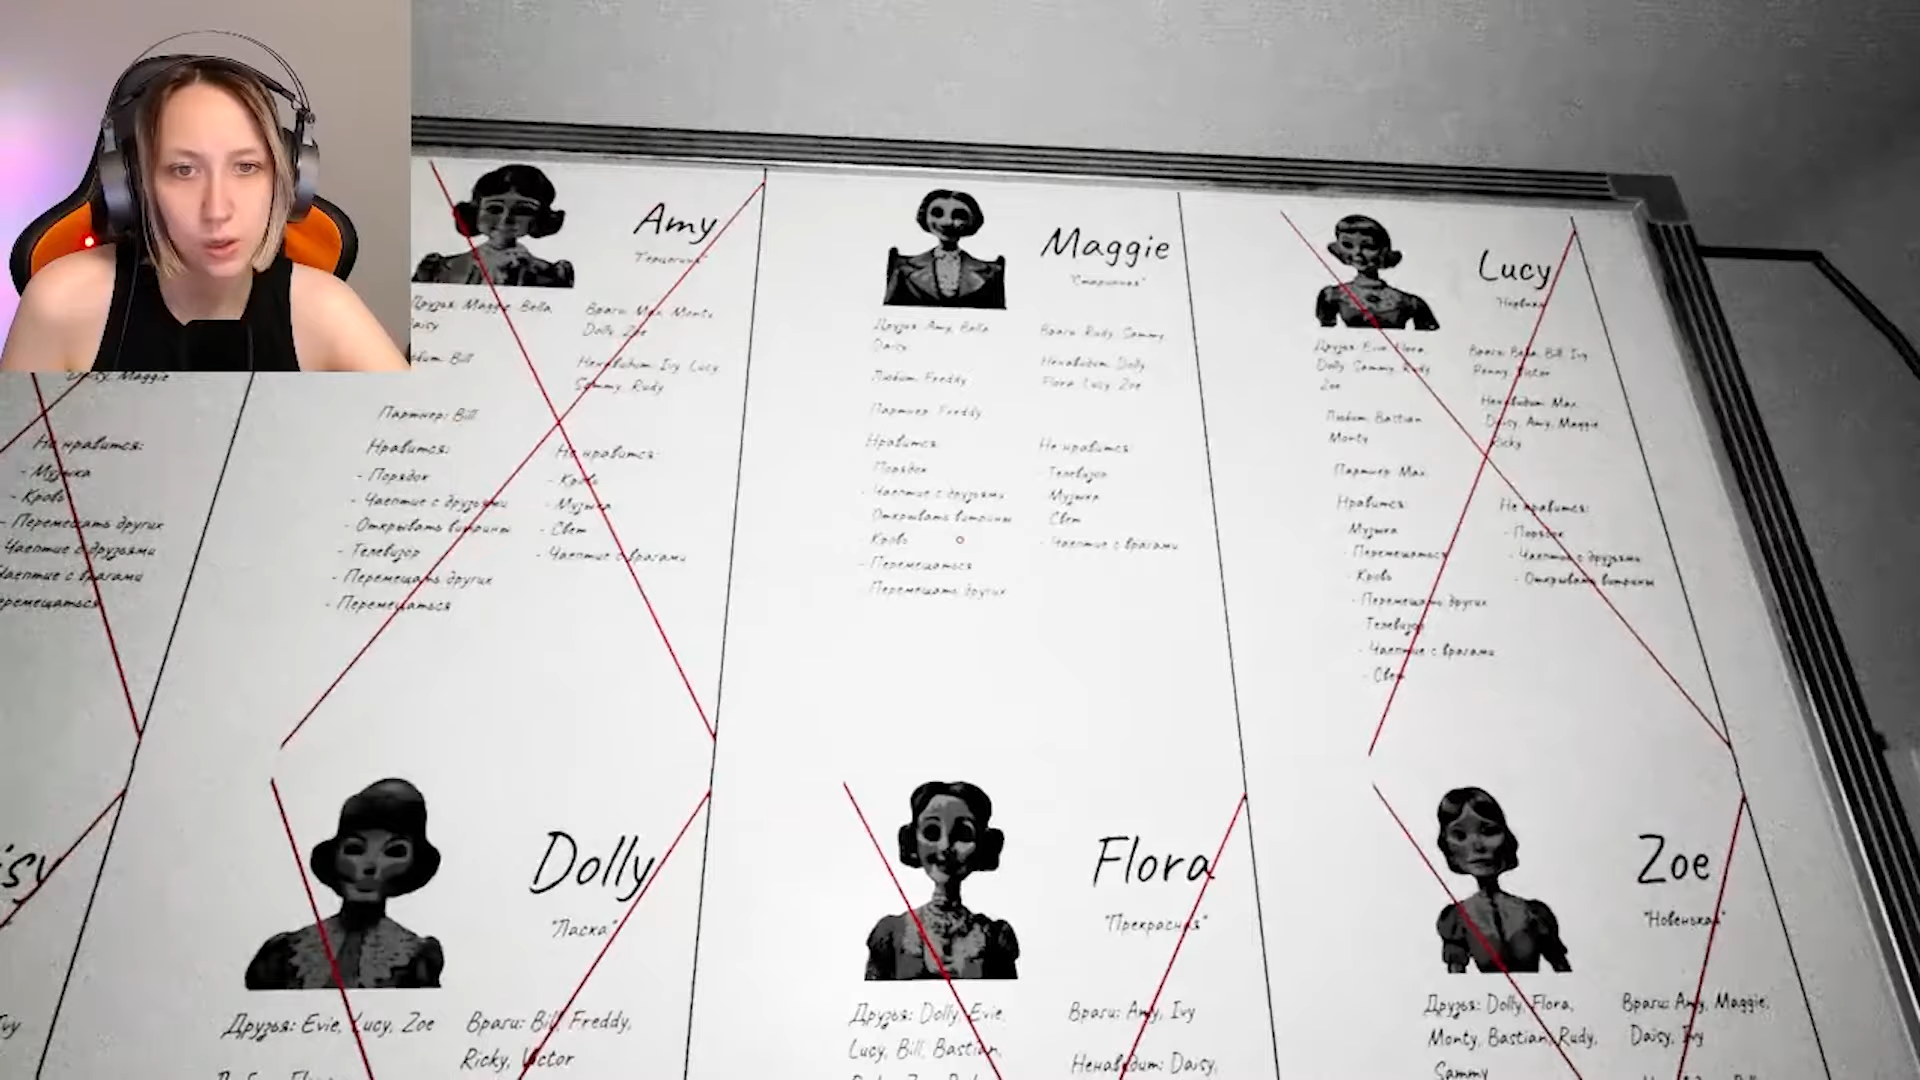 Amy
"Герцогиня"
Друзья: Maggie, Bella,
Daisy
Враги: Max, Monty,
Dolly, Zoe
Ненавидит: Ivy, Lucy,
Sammy, Rudy
Партнер: Bill
Нравится:
- Порядок
- Чаепитие с друзьями
- Открывать витрины
- Телевизор
- Перемещать других
- Перемещаться
Не нравится:
- Кровь
- Музыка
- Свет
- Чаепитие с врагами
Maggie
"Старинная"
Друзья: Amy, Bella,
Daisy
Любит: Freddy
Партнер: Freddy
Враги: Rudy, Sammy
Ненавидит: Dolly,
Flora, Lucy, Zoe
Нравится:
- Порядок
- Чаепитие с друзьями
- Открывать витрины
- Кровь
- Перемещаться
- Перемещать других
Не нравится:
- Телевизор
- Музыка
- Свет
- Чаепитие с врагами
Lucy
Друзья: Evie, Flora,
Dolly, Sammy, Rudy,
Zoe
Любит: Bastian,
Monty
Партнер: Max
Враги: Bella, Bill, Ivy,
Penny, Victor
Ненавидит: Max,
Daisy, Amy, Maggie,
Ricky
Нравится:
- Музыка
- Перемещаться
- Кровь
- Перемещать других
- Телевизор
- Чаепитие с врагами
- Свет
Не нравится:
- Порядок
- Чаепитие с друзьями
- Открывать витрины
Maggie
Не нравится:
- Музыка
- Кровь
- Перемещать других
Чаепитие с друзьями
Чаепитие с врагами
Перемещаться
isy
Ivy
Dolly
"Ласка"
Друзья: Evie, Lucy, Zoe
Враги: Bill, Freddy,
Ricky, Victor
Flora
"Прекрасная"
Друзья: Dolly, Evie,
Lucy, Bill, Bastian,
Враги: Amy, Ivy
Ненавидит: Daisy,
Zoe
"Новенькая"
Друзья: Dolly, Flora,
Monty, Bastian, Rudy,
Sammy
Враги: Amy, Maggie,
Daisy, Ivy